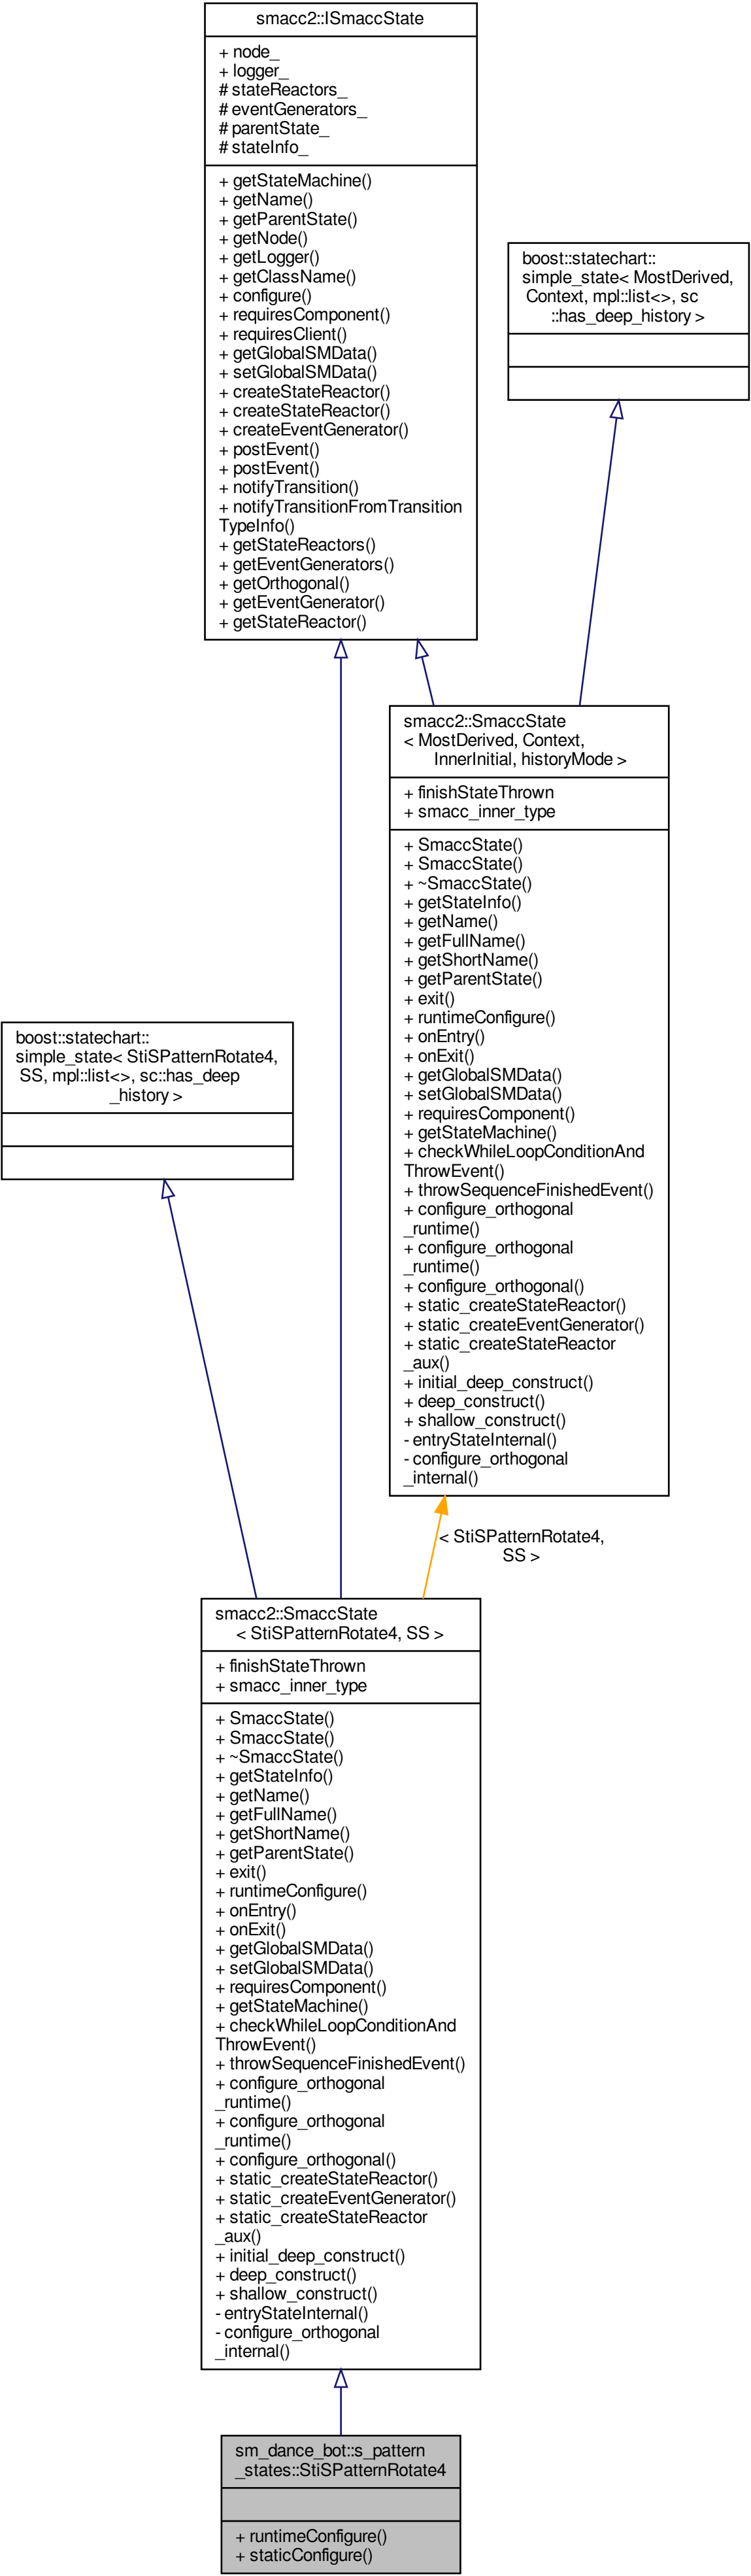 smacc2::ISmaccState
+ node_
+ logger_
# stateReactors_
# eventGenerators_
# parentState_
# stateInfo_
+ getStateMachine()
+ getName()
+ getParentState()
+ getNode()
+ getLogger()
+ getClassName()
+ configure()
+ requiresComponent()
+ requiresClient()
+ getGlobalSMData()
+ setGlobalSMData()
+ createStateReactor()
+ createStateReactor()
+ createEventGenerator()
+ postEvent()
+ postEvent()
+ notifyTransition()
+ notifyTransitionFromTransition
TypeInfo()
+ getStateReactors()
+ getEventGenerators()
+ getOrthogonal()
+ getEventGenerator()
+ getStateReactor()
boost::statechart::
simple_state< MostDerived,
Context, mpl::list<>, sc
::has_deep_history >
smacc2::SmaccState
< MostDerived, Context,
InnerInitial, historyMode >
+ finishStateThrown
+ smacc_inner_type
+ SmaccState()
+ SmaccState()
+ ~SmaccState()
+ getStateInfo()
+ getName()
+ getFullName()
+ getShortName()
+ getParentState()
+ exit()
+ runtimeConfigure()
+ onEntry()
+ onExit()
+ getGlobalSMData()
+ setGlobalSMData()
+ requiresComponent()
+ getStateMachine()
+ checkWhileLoopConditionAnd
ThrowEvent()
+ throwSequenceFinishedEvent()
+ configure_orthogonal
_runtime()
+ configure_orthogonal
_runtime()
+ configure_orthogonal()
+ static_createStateReactor()
+ static_createEventGenerator()
+ static_createStateReactor
_aux()
+ initial_deep_construct()
+ deep_construct()
+ shallow_construct()
- entryStateInternal()
- configure_orthogonal
_internal()
boost::statechart::
simple_state< StiSPatternRotate4,
SS, mpl::list<>, sc::has_deep
_history >
< StiSPatternRotate4,
SS >
smacc2::SmaccState
< StiSPatternRotate4, SS >
+ finishStateThrown
+ smacc_inner_type
+ SmaccState()
+ SmaccState()
+ ~SmaccState()
+ getStateInfo()
+ getName()
+ getFullName()
+ getShortName()
+ getParentState()
+ exit()
+ runtimeConfigure()
+ onEntry()
+ onExit()
+ getGlobalSMData()
+ setGlobalSMData()
+ requiresComponent()
+ getStateMachine()
+ checkWhileLoopConditionAnd
ThrowEvent()
+ throwSequenceFinishedEvent()
+ configure_orthogonal
_runtime()
+ configure_orthogonal
_runtime()
+ configure_orthogonal()
+ static_createStateReactor()
+ static_createEventGenerator()
+ static_createStateReactor
_aux()
+ initial_deep_construct()
+ deep_construct()
+ shallow_construct()
- entryStateInternal()
- configure_orthogonal
_internal()
sm_dance_bot::s_pattern
_states::StiSPatternRotate4
+ runtimeConfigure()
+ staticConfigure()